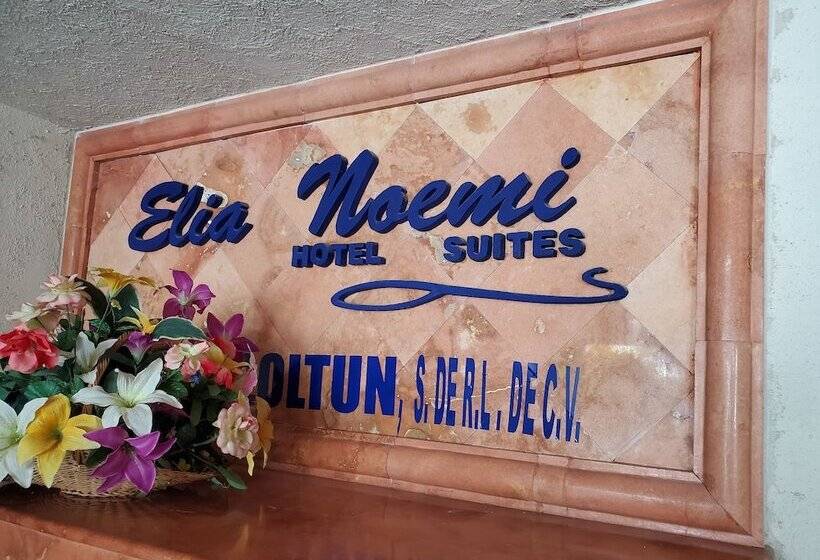 Elia Noemi
HOTEL SUITES
OLTUN, S. DE R.L. DE C.V.